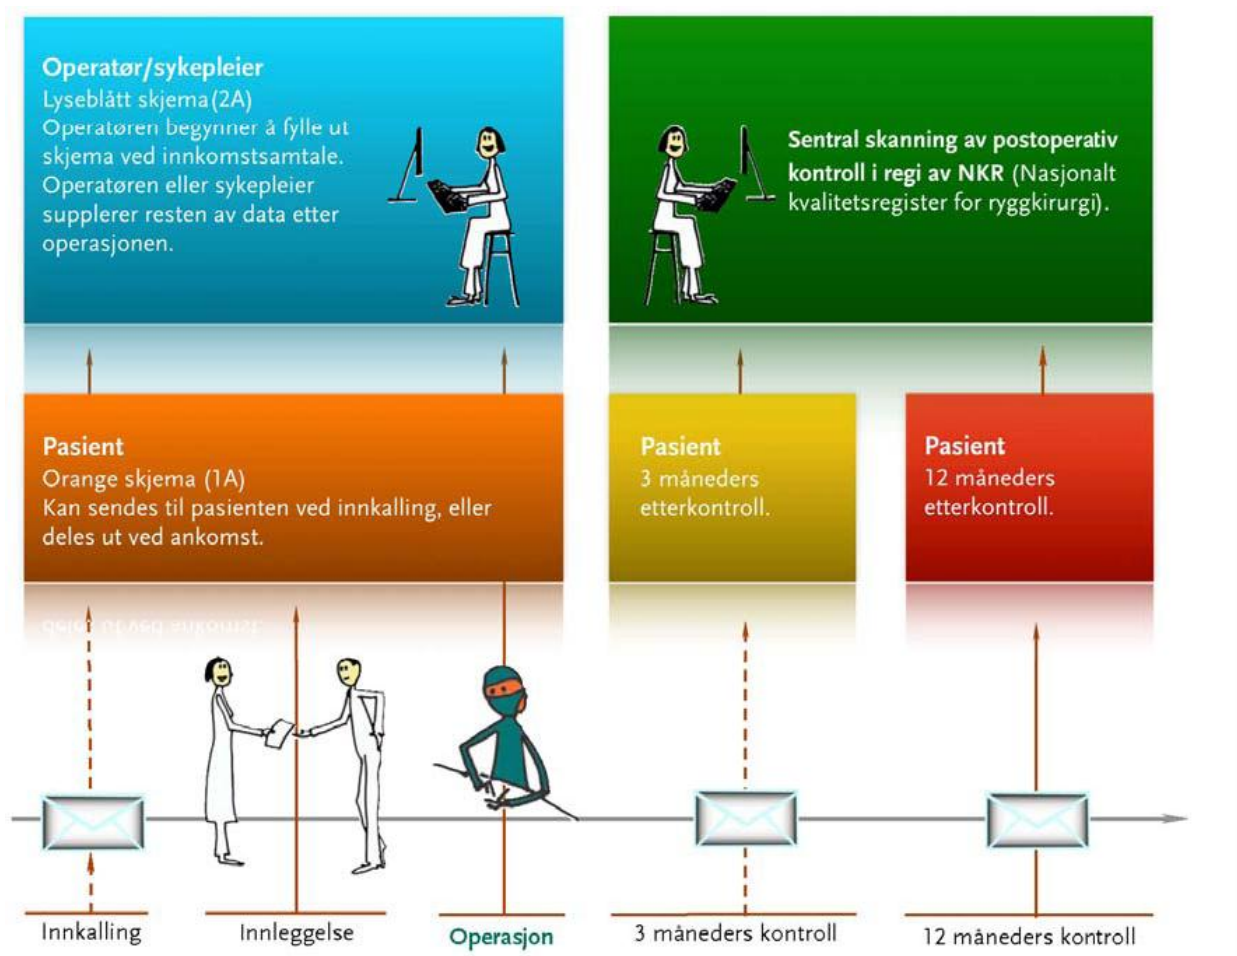 Operatør/sykepleier
Lyseblått skjema(2A)
Operatøren begynner å fylle ut
skjema ved innkomstsamtale.
Operatøren eller sykepleier
supplerer resten av data etter
operasjonen.
Sentral skanning av postoperativ
kontroll i regi av NKR (Nasjonalt
kvalitetsregister for ryggkirurgi).
Pasient
Orange skjema (1A)
Kan sendes til pasienten ved innkalling, eller
deles ut ved ankomst.
Pasient
3 måneders
etterkontroll.
Pasient
12 måneders
etterkontroll.
Innkalling
Innleggelse
Operasjon
3 måneders kontroll
12 måneders kontroll